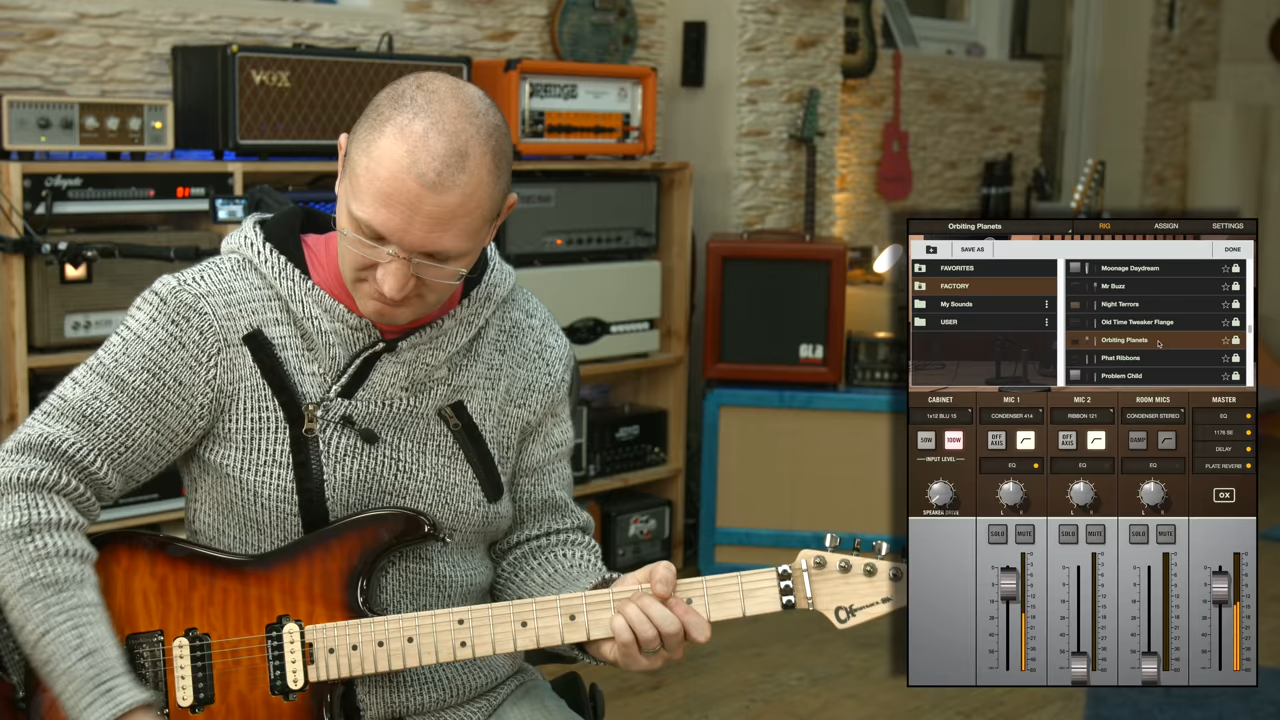 VOX
GLA
Charvel
Orbiting Planets
RIG
ASSIGN
SETTINGS
SAVE AS
DONE
FAVORITES
FACTORY
My Sounds
USER
Moonage Daydream
Mr Buzz
Night Terrors
Old Time Tweaker Flange
Orbiting Planets
Phat Ribbons
Problem Child
CABINET
MIC 1
MIC 2
ROOM MICS
MASTER
1x12 BLU 15
CONDENSER 414
RIBBON 121
CONDENSER STEREO
EQ
1176 SE
DELAY
PLATE REVERB
50W
100W
OFF AXIS
OFF AXIS
DAMP
INPUT LEVEL
EQ
EQ
EQ
SPEAKER DRIVE
L R
L R
L R
OX
SOLO MUTE
SOLO MUTE
SOLO MUTE